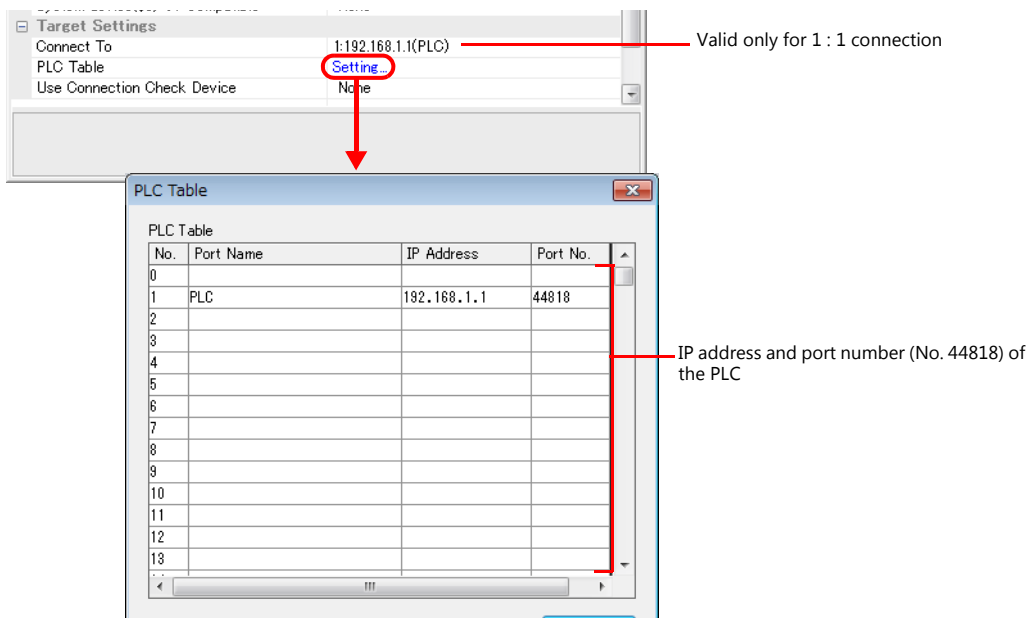 Target Settings
Connect To 1:192.168.1.1(PLC)
Valid only for 1 : 1 connection
PLC Table Setting...
Use Connection Check Device None
PLC Table
PLC Table
No. Port Name IP Address Port No.
0
1 PLC 192.168.1.1 44818
2
3
4
IP address and port number (No. 44818) of
the PLC
5
6
7
8
9
10
11
12
13